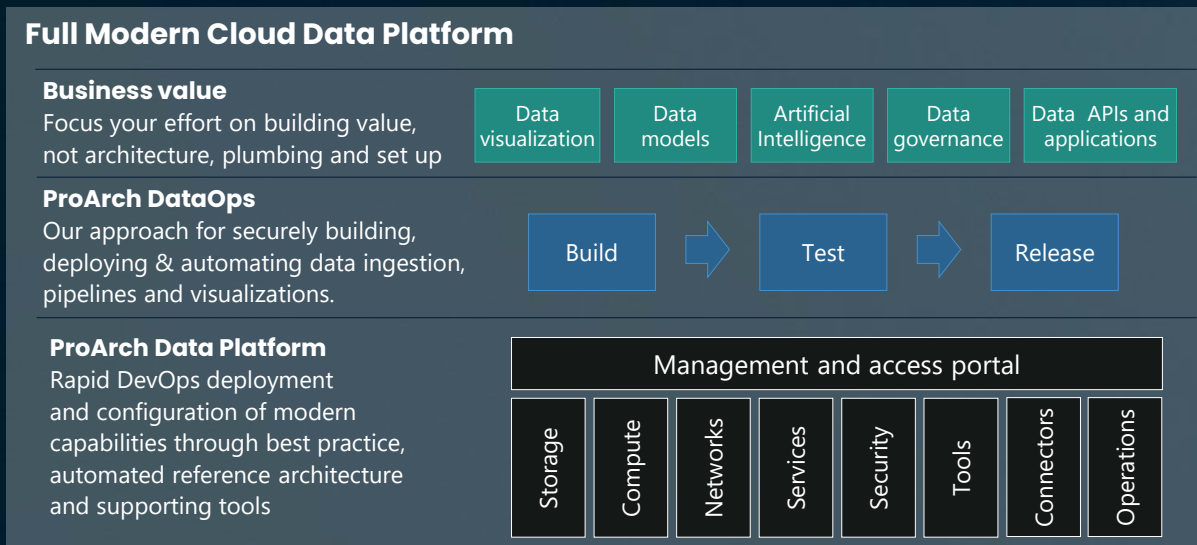 Full Modern Cloud Data Platform
Business value
Focus your effort on building value,
not architecture, plumbing and set up
Data
visualization
Data
models
Artificial
Intelligence
Data
governance
Data APIs and
applications
ProArch DataOps
Our approach for securely building,
deploying & automating data ingestion,
pipelines and visualizations.
Build
Test
Release
ProArch Data Platform
Rapid DevOps deployment
and configuration of modern
capabilities through best practice,
automated reference architecture
and supporting tools
Management and access portal
Storage
Compute
Networks
Services
Security
Tools
Connectors
Operations